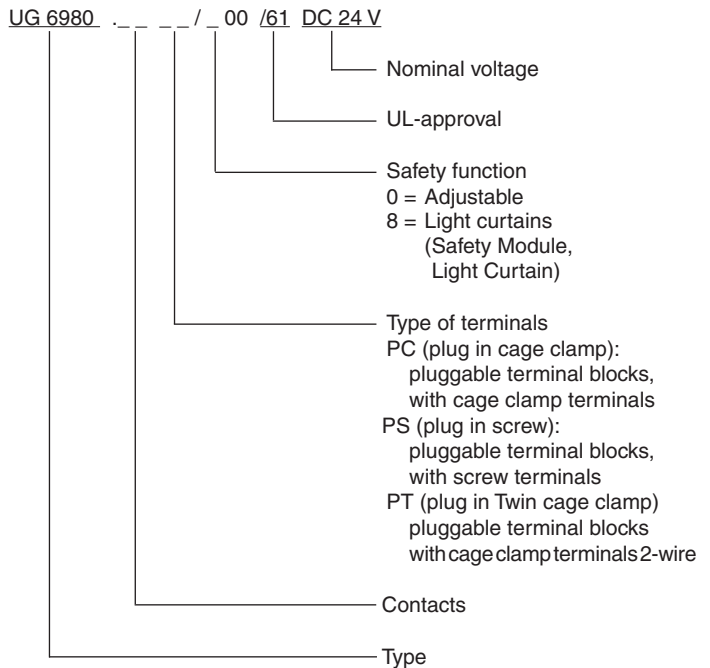 UG 6980 ._ _ _ _ / _ 00 /61 DC 24 V
Nominal voltage
UL-approval
Safety function
0 = Adjustable
8 = Light curtains
(Safety Module,
Light Curtain)
Type of terminals
PC (plug in cage clamp):
pluggable terminal blocks,
with cage clamp terminals
PS (plug in screw):
pluggable terminal blocks,
with screw terminals
PT (plug in Twin cage clamp)
pluggable terminal blocks
with cage clamp terminals 2-wire
Contacts
Type